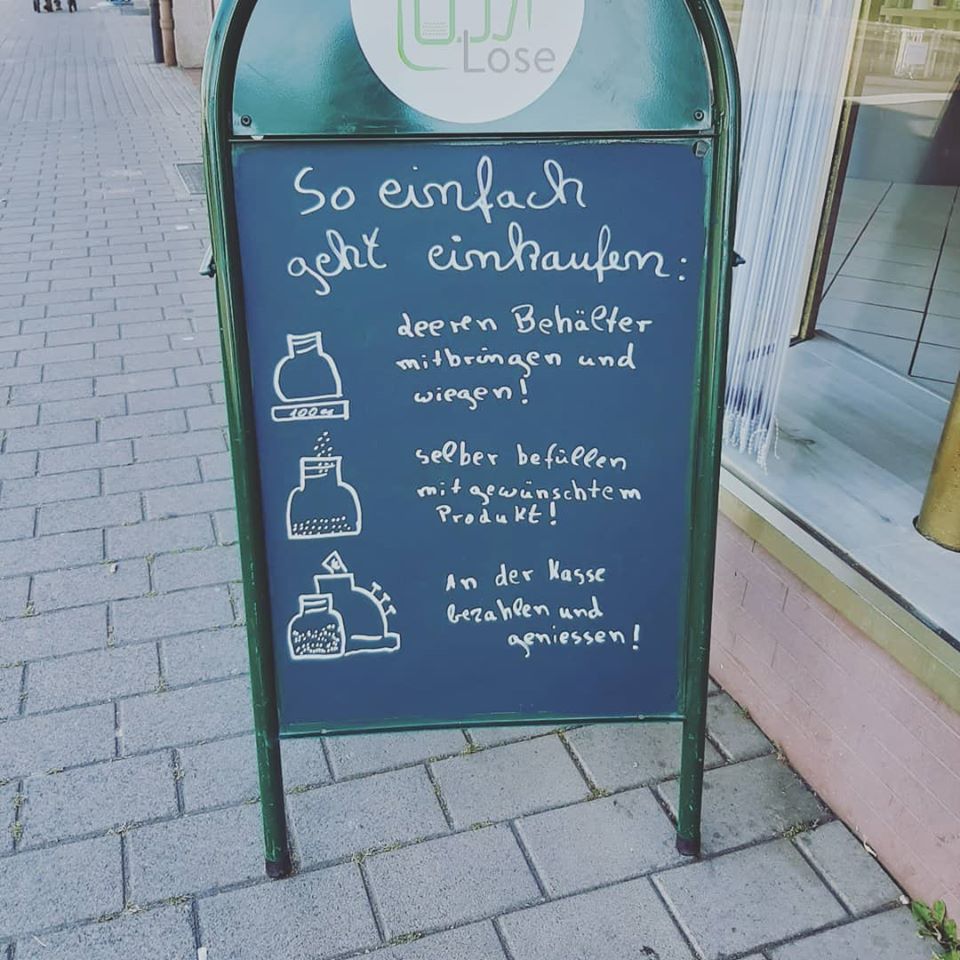 Lose
So einfach
geht einkaufen:
Leeren Behälter
mitbringen und
wiegen!
100g
selber befüllen
mit gewünschtem
Produkt!
An der Kasse
bezahlen und
geniessen!